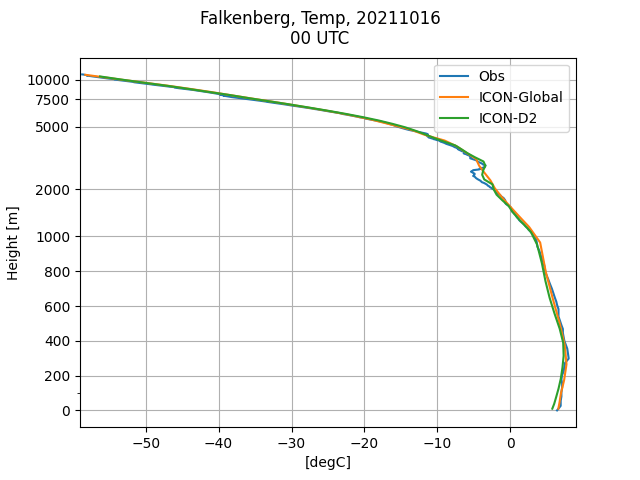 Falkenberg, Temp, 20211016
00 UTC
Obs
ICON-Global
ICON-D2
Height [m]
10000
7500
5000
2000
1000
800
600
400
200
0
−50
−40
−30
−20
−10
0
[degC]